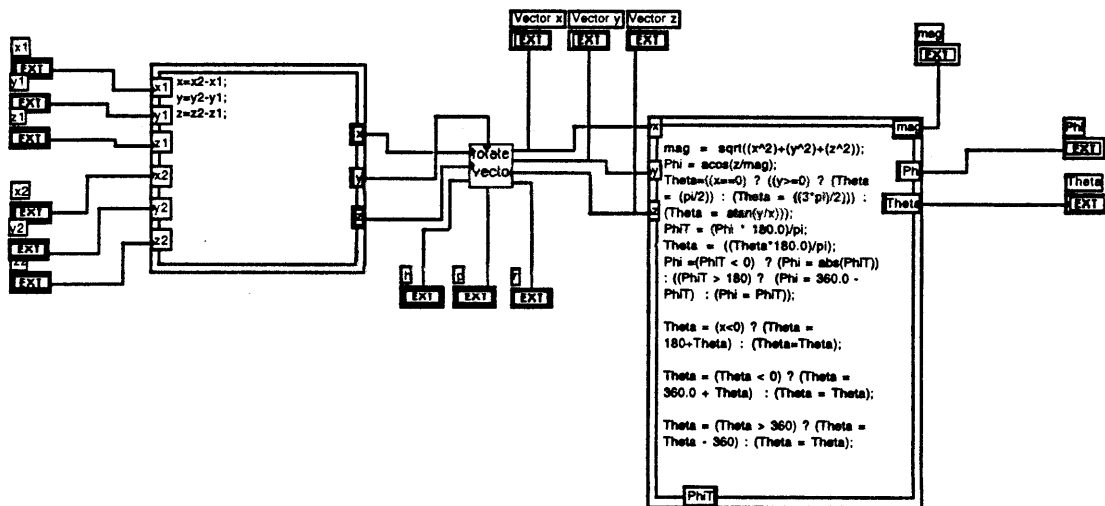 x1
EXT
y1
EXT
z1
EXT
x2
EXT
y2
EXT
z2
EXT
x1
y1
z1
x2
y2
z2
x=x2-x1;
y=y2-y1;
z=z2-z1;
x
y
z
rotate
vector
h
EXT
p
EXT
r
EXT
Vector x
EXT
Vector y
EXT
Vector z
EXT
x
y
z
mag = sqrt((x^2)+(y^2)+(z^2));
Phi = acos(z/mag);
Theta=((x==0) ? ((y>=0) ? (Theta
= (pi/2)) : (Theta = ((3*pi)/2))) :
(Theta = atan(y/x)));
PhiT = (Phi * 180.0)/pi;
Theta = ((Theta*180.0)/pi);
Phi =(PhiT < 0) ? (Phi = abs(PhiT))
: ((PhiT > 180) ? (Phi = 360.0 -
PhiT) : (Phi = PhiT));
Theta = (x<0) ? (Theta =
180+Theta) : (Theta=Theta);
Theta = (Theta < 0) ? (Theta =
360.0 + Theta) : (Theta = Theta);
Theta = (Theta > 360) ? (Theta =
Theta - 360) : (Theta = Theta);
mag
Phi
Theta
PhiT
mag
EXT
Phi
EXT
Theta
EXT